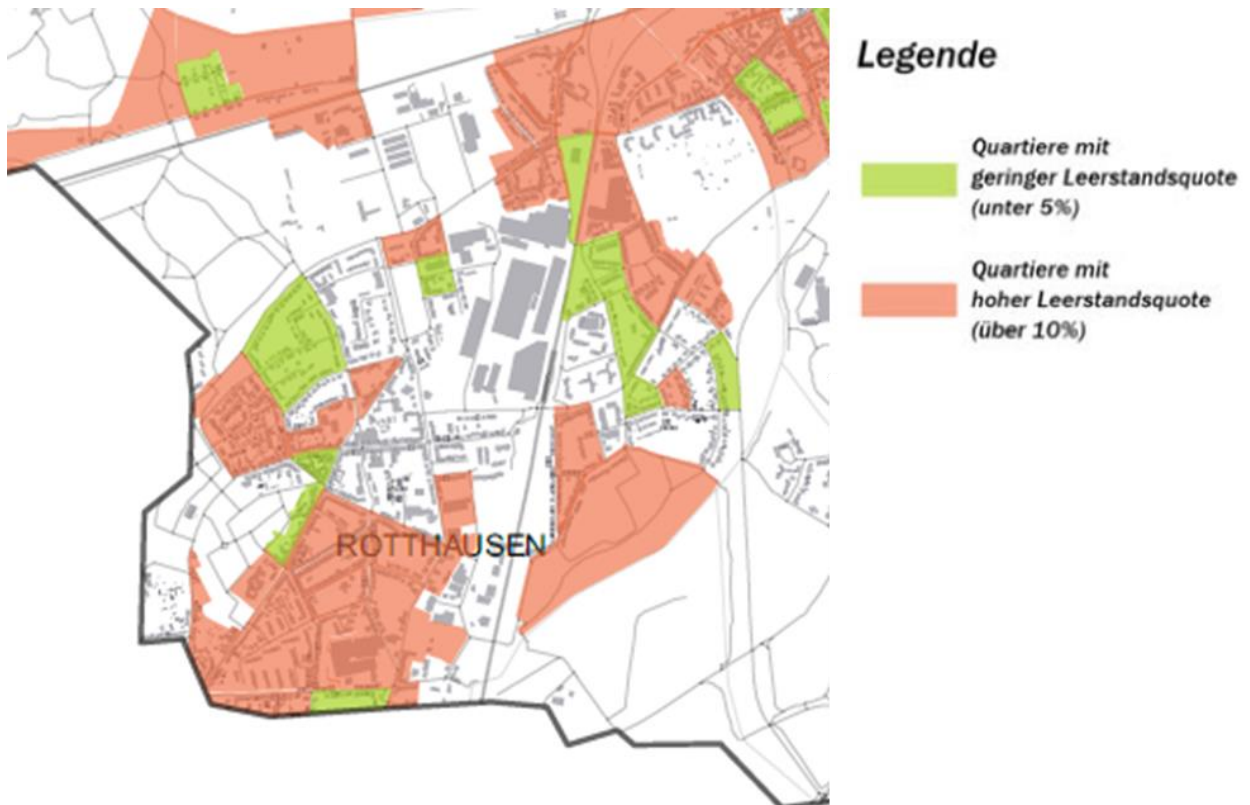 Legende
Quartiere mit
geringer Leerstandsquote
(unter 5%)
Quartiere mit
hoher Leerstandsquote
(über 10%)
ROTTHAUSEN